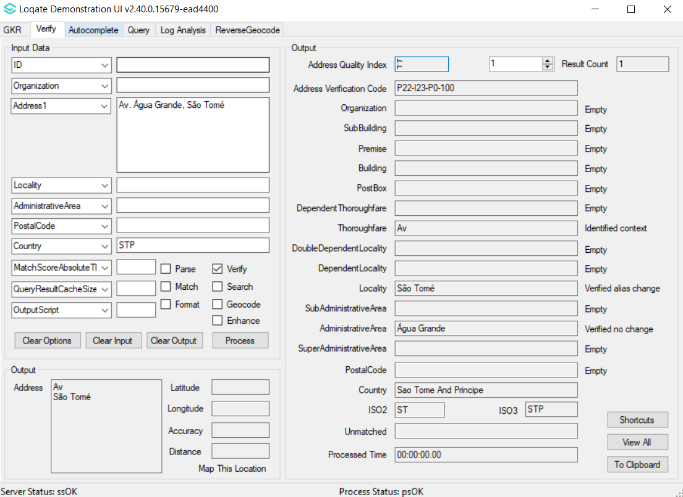 Loqate Demonstration UI v2.40.0.15679-ead4400
GKR Verify Autocomplete Query Log Analysis ReverseGeocode
Input Data
ID
Organization
Address1 Av. Água Grande, São Tomé
Locality
AdministrativeArea
PostalCode
Country STP
MatchScoreAbsoluteTl Parse Verify
QueryResultCacheSize Match Search
OutputScript Format Geocode
Enhance
Clear Options Clear Input Clear Output Process
Output
Address Av
São Tomé
Latitude
Longitude
Accuracy
Distance
Map This Location
Output
Address Quality Index 1 Result Count 1
Address Verification Code P22-I23-P0-100
Organization Empty
SubBuilding Empty
Premise Empty
Building Empty
PostBox Empty
DependentThoroughfare Empty
Thoroughfare Av Identified context
DoubleDependentLocality Empty
DependentLocality Empty
Locality São Tomé Verified alias change
SubAdministrativeArea Empty
AdministrativeArea Água Grande Verified no change
SuperAdministrativeArea Empty
PostalCode Empty
Country Sao Tome And Principe
ISO2 ST ISO3 STP
Unmatched
Processed Time 00:00:00.00
Shortcuts
View All
To Clipboard
Server Status: ssOK Process Status: psOK